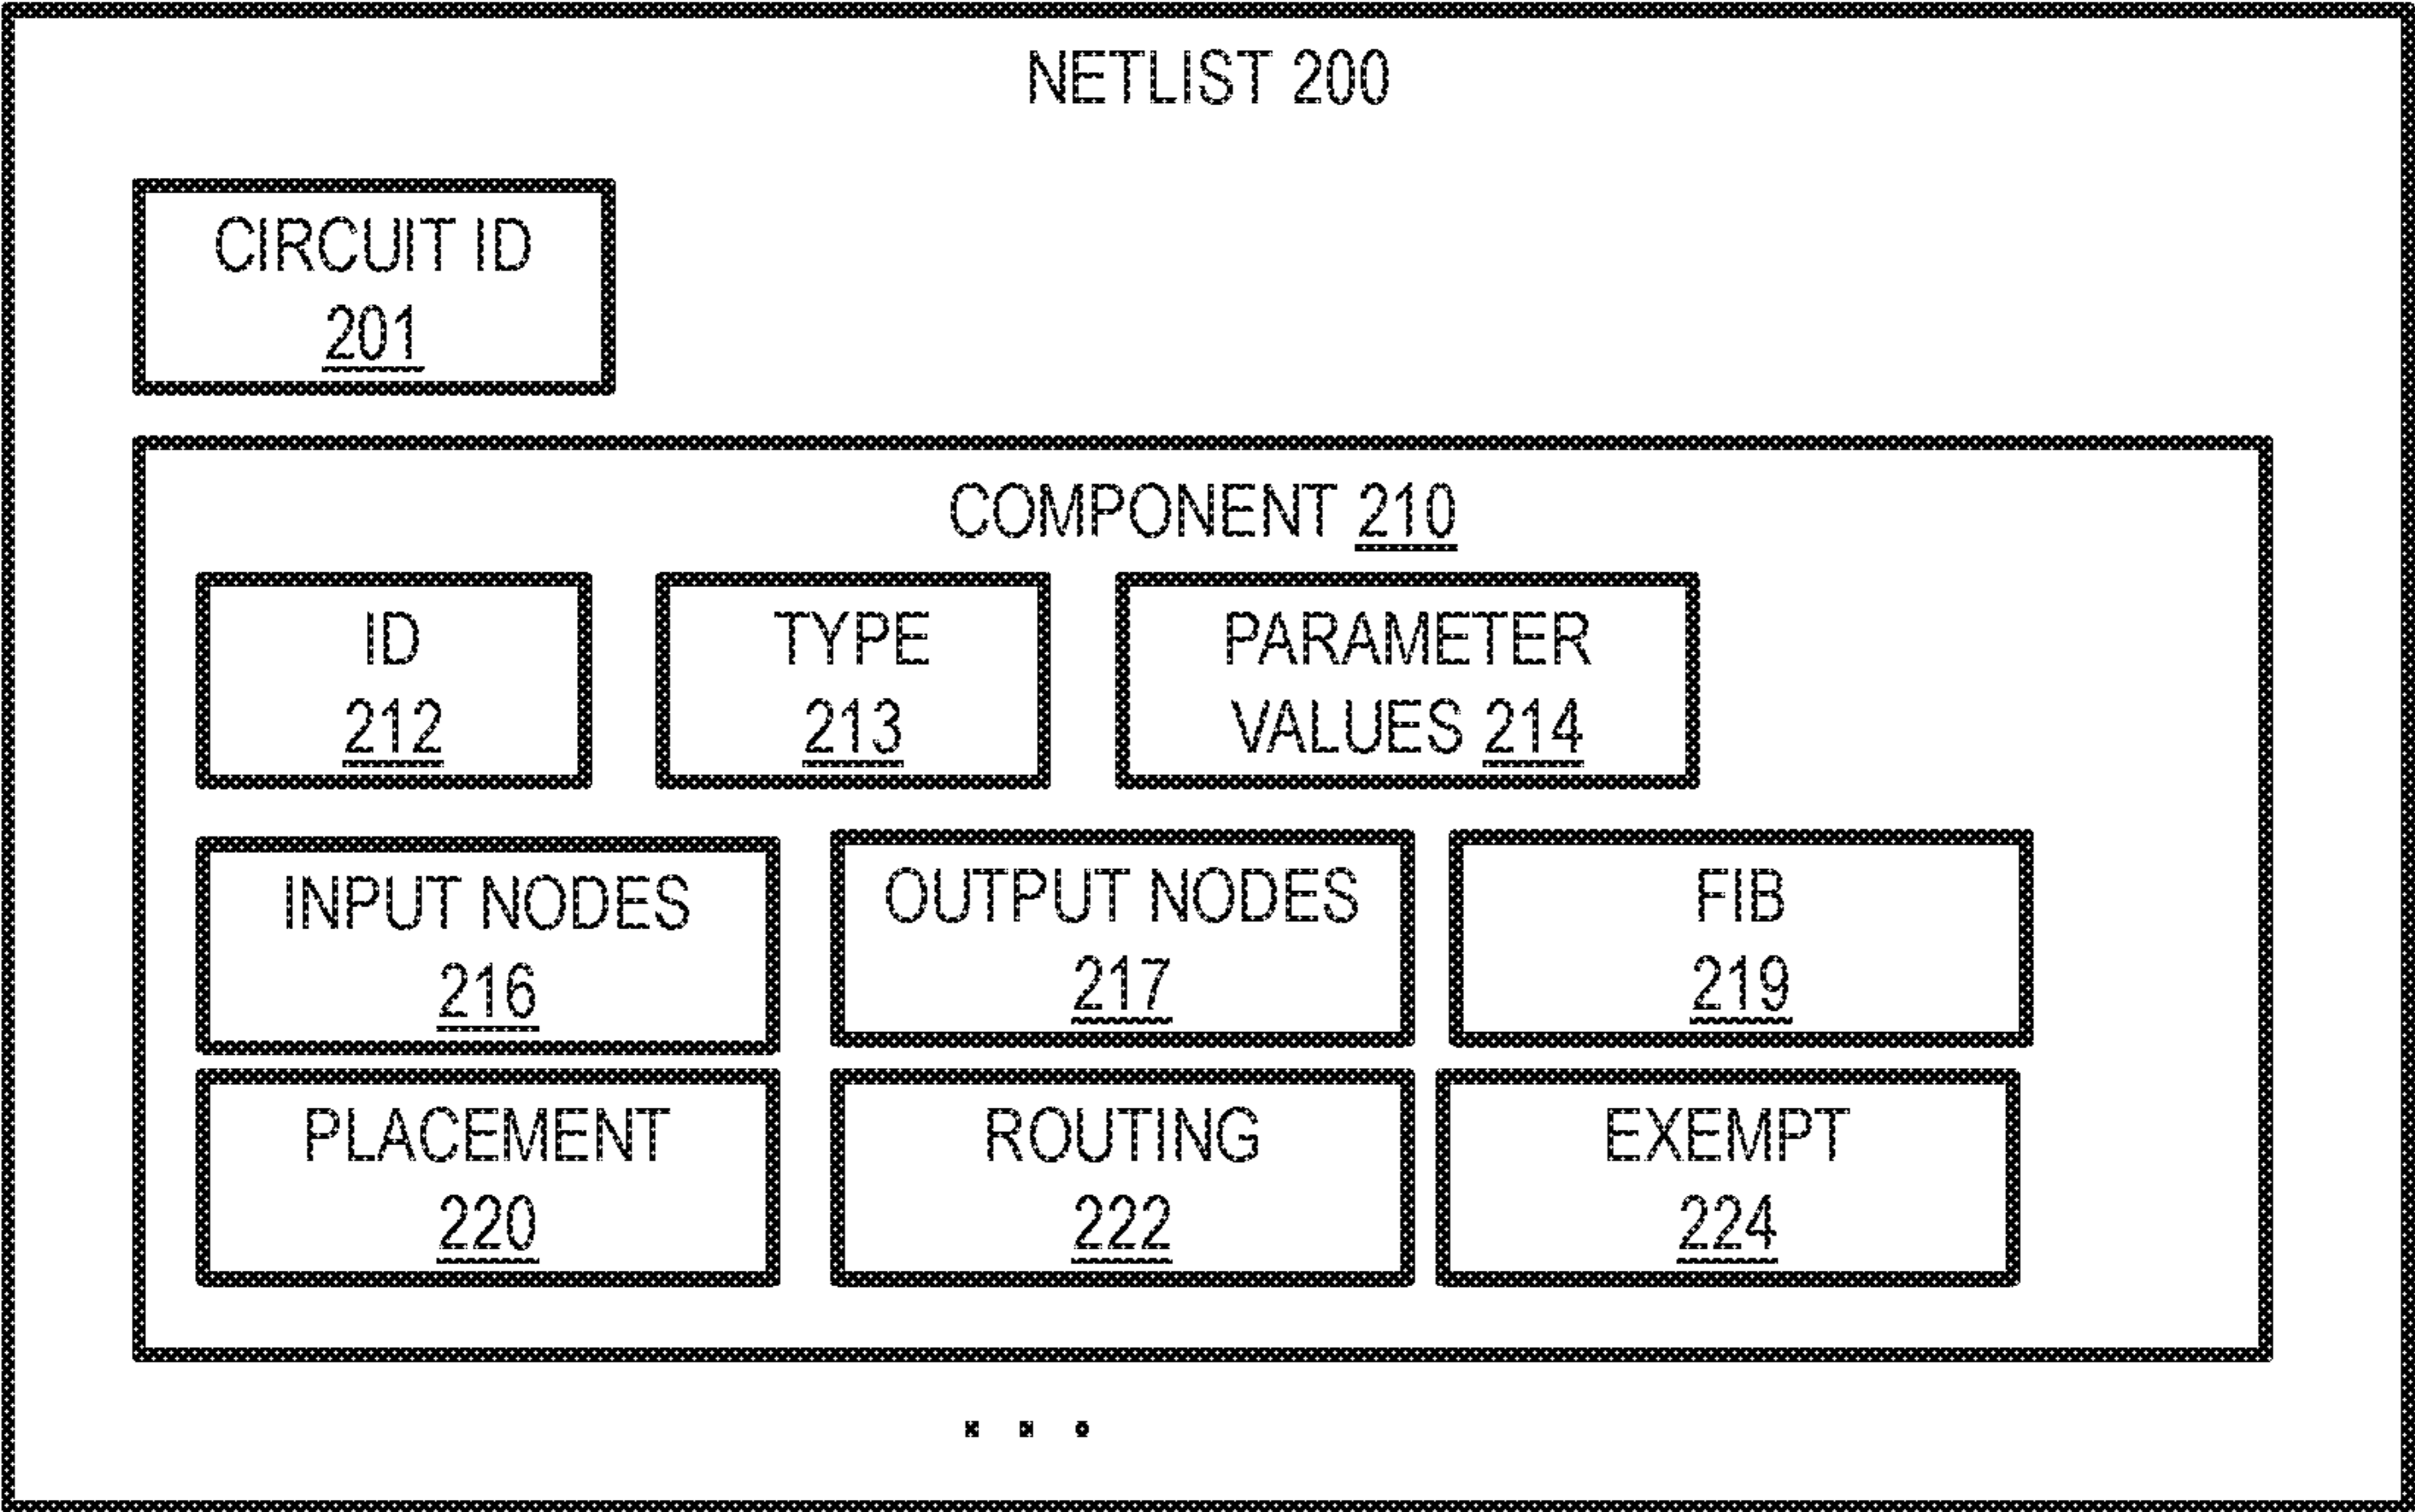 NETLIST 200
CIRCUIT ID
201
COMPONENT 210
ID
212
TYPE
213
PARAMETER
VALUES 214
INPUT NODES
216
OUTPUT NODES
217
FIB
219
PLACEMENT
220
ROUTING
222
EXEMPT
224
. . .